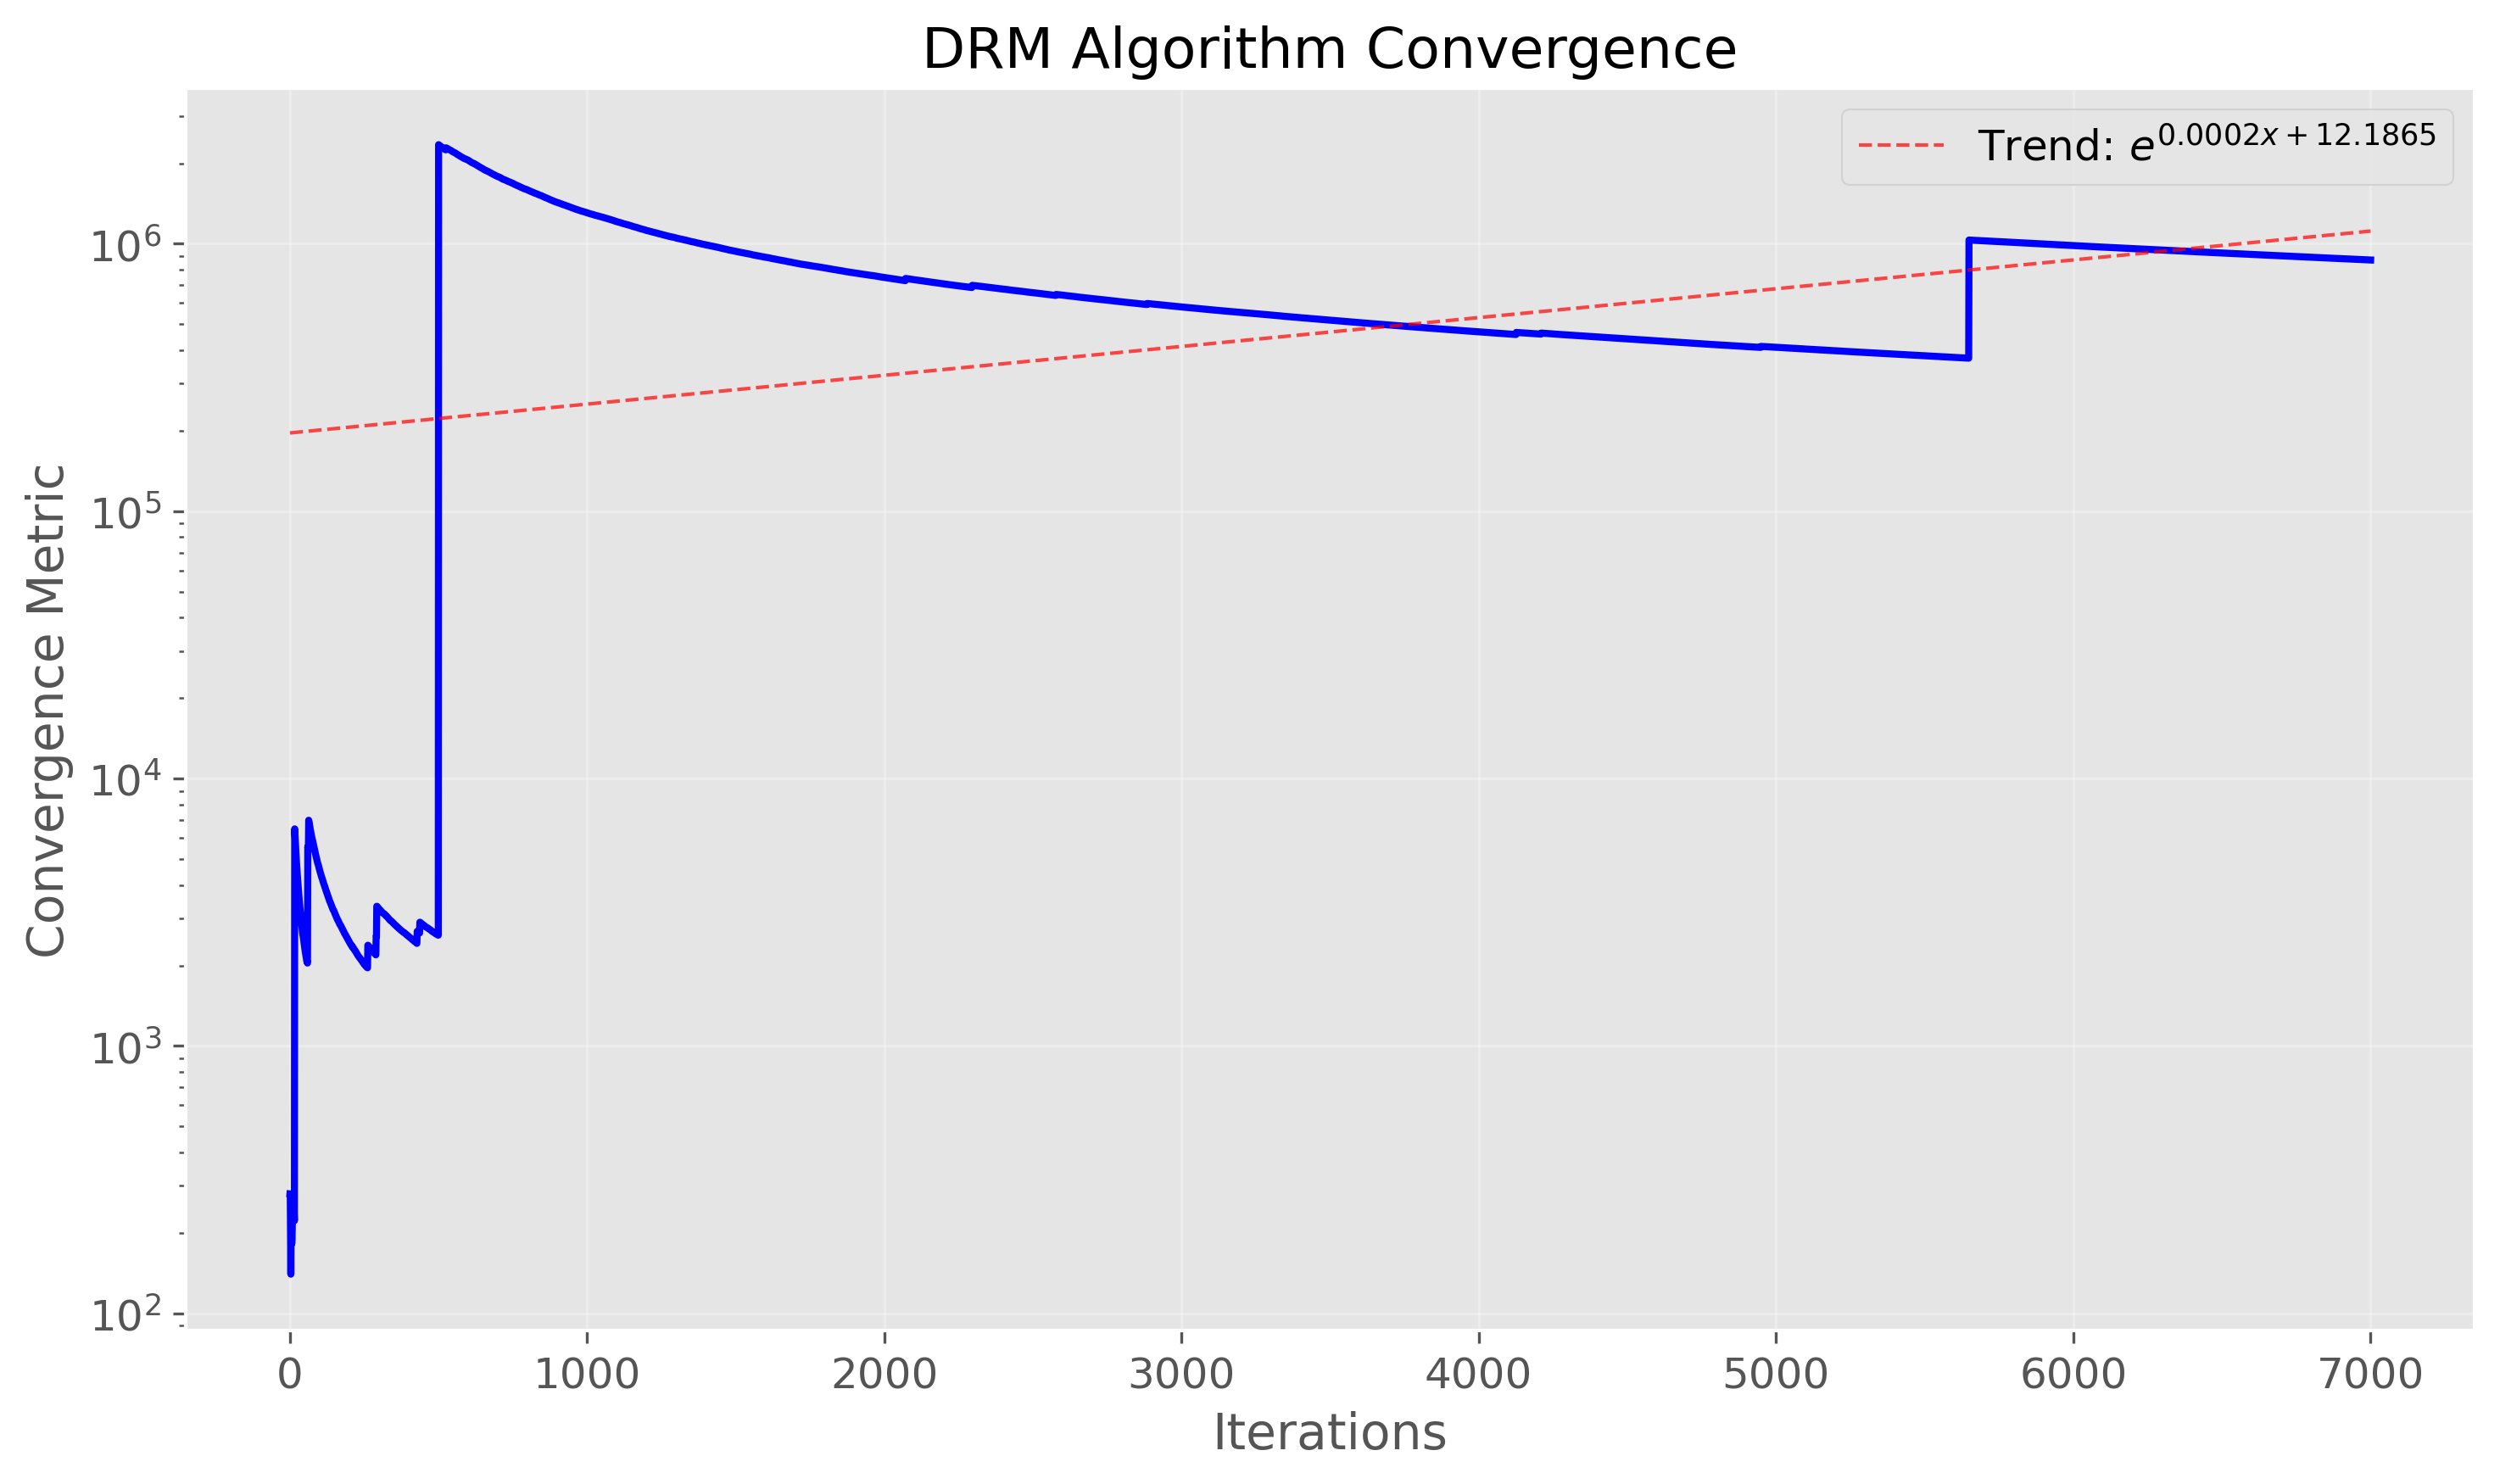 DRM Algorithm Convergence
Trend: e^{0.0002x + 12.1865}
Convergence Metric
10^6
10^5
10^4
10^3
10^2
0 1000 2000 3000 4000 5000 6000 7000
Iterations